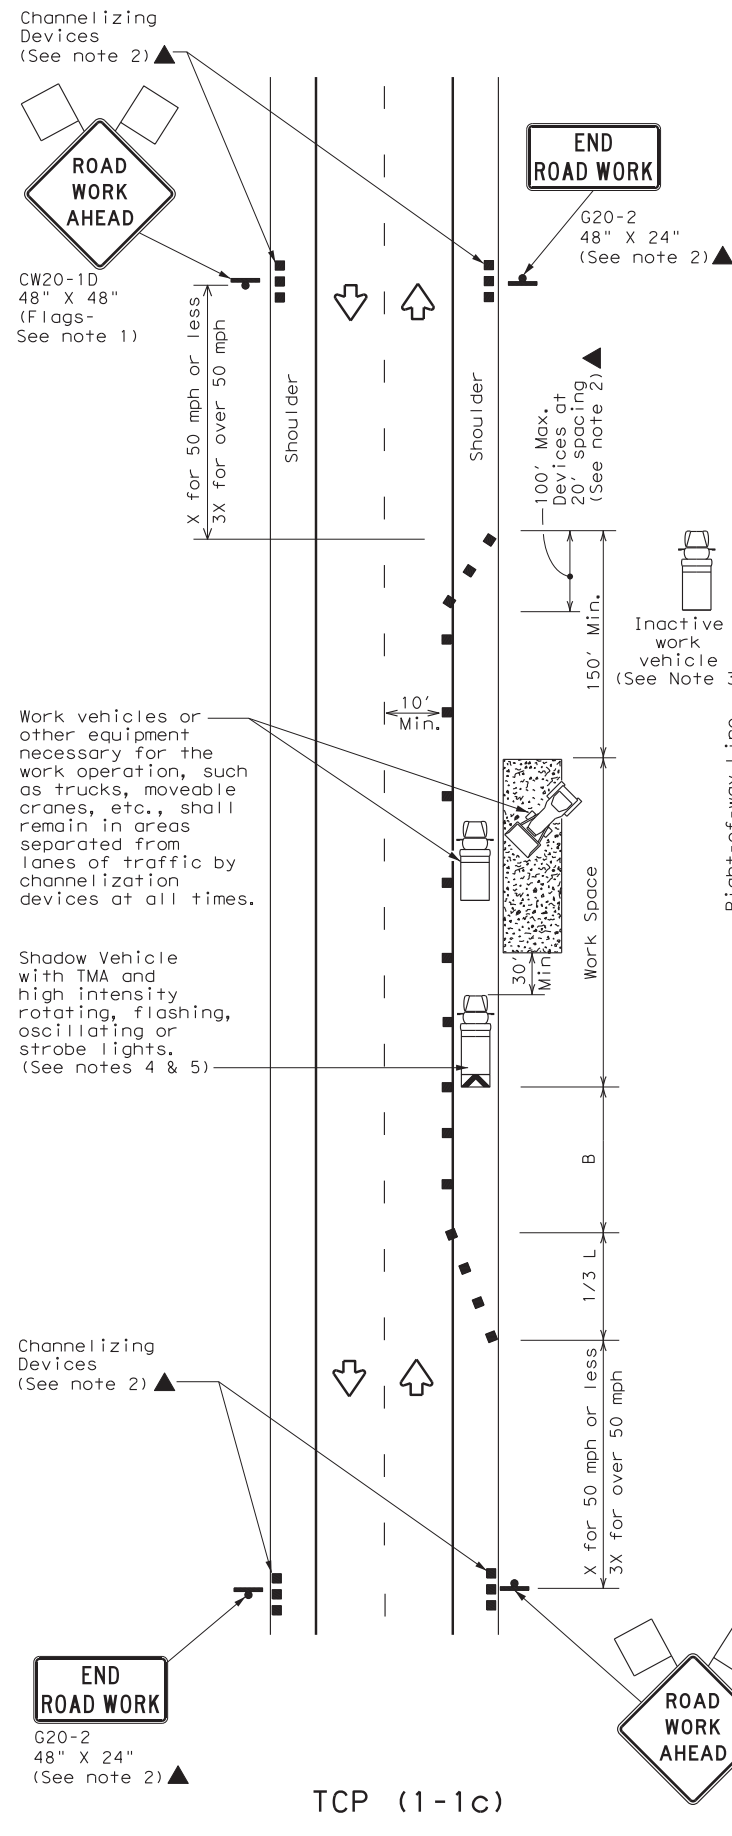 Channelizing
Devices
(See note 2)
ROAD
WORK
AHEAD
CW20-1D
48" X 48"
(Flags-
See note 1)
END
ROAD WORK
G20-2
48" X 24"
(See note 2)
X for 50 mph or less
3X for over 50 mph
Shoulder
Shoulder
100' Max.
Devices at
20' spacing
(See note 2)
150' Min.
Inactive
work
vehicle
(See Note 3
Right-of-way Line
10'
Min.
Work vehicles or
other equipment
necessary for the
work operation, such
as trucks, moveable
cranes, etc., shall
remain in areas
separated from
lanes of traffic by
channelization
devices at all times.
Work Space
30'
Min.
Shadow Vehicle
with TMA and
high intensity
rotating, flashing,
oscillating or
strobe lights.
(See notes 4 & 5)
B
1/3 L
Channelizing
Devices
(See note 2)
X for 50 mph or less
3X for over 50 mph
END
ROAD WORK
G20-2
48" X 24"
(See note 2)
ROAD
WORK
AHEAD
TCP (1-1c)